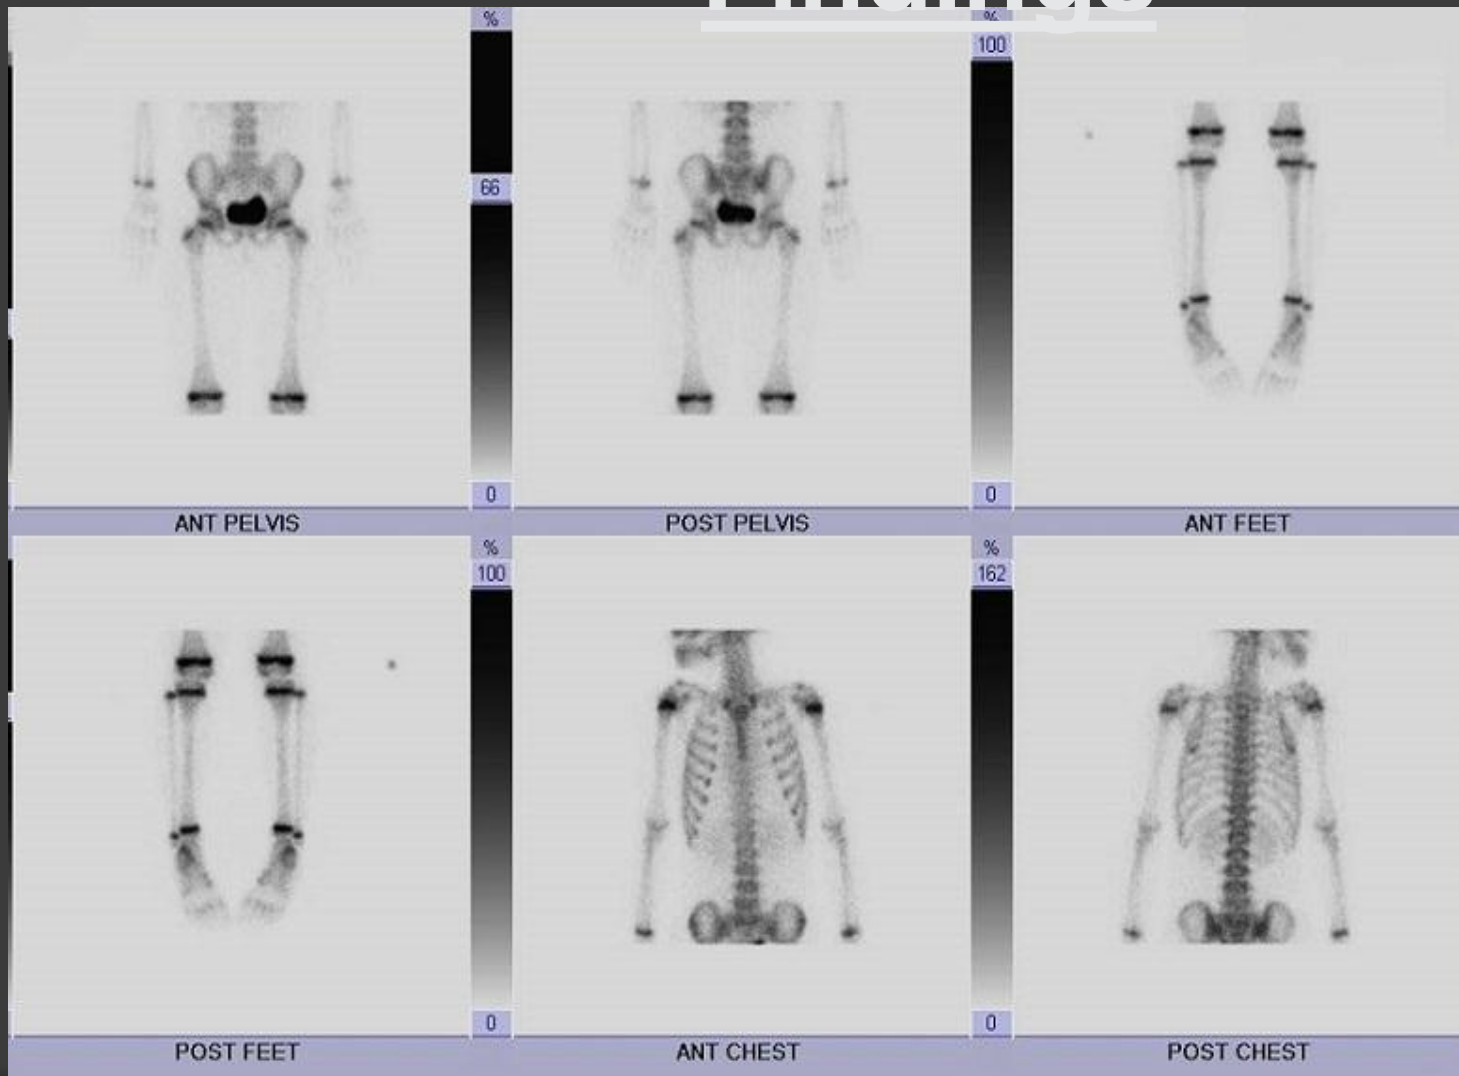 Findings
%
%
100
66
0
0
ANT PELVIS
POST PELVIS
ANT FEET
%
%
100
162
0
0
POST FEET
ANT CHEST
POST CHEST